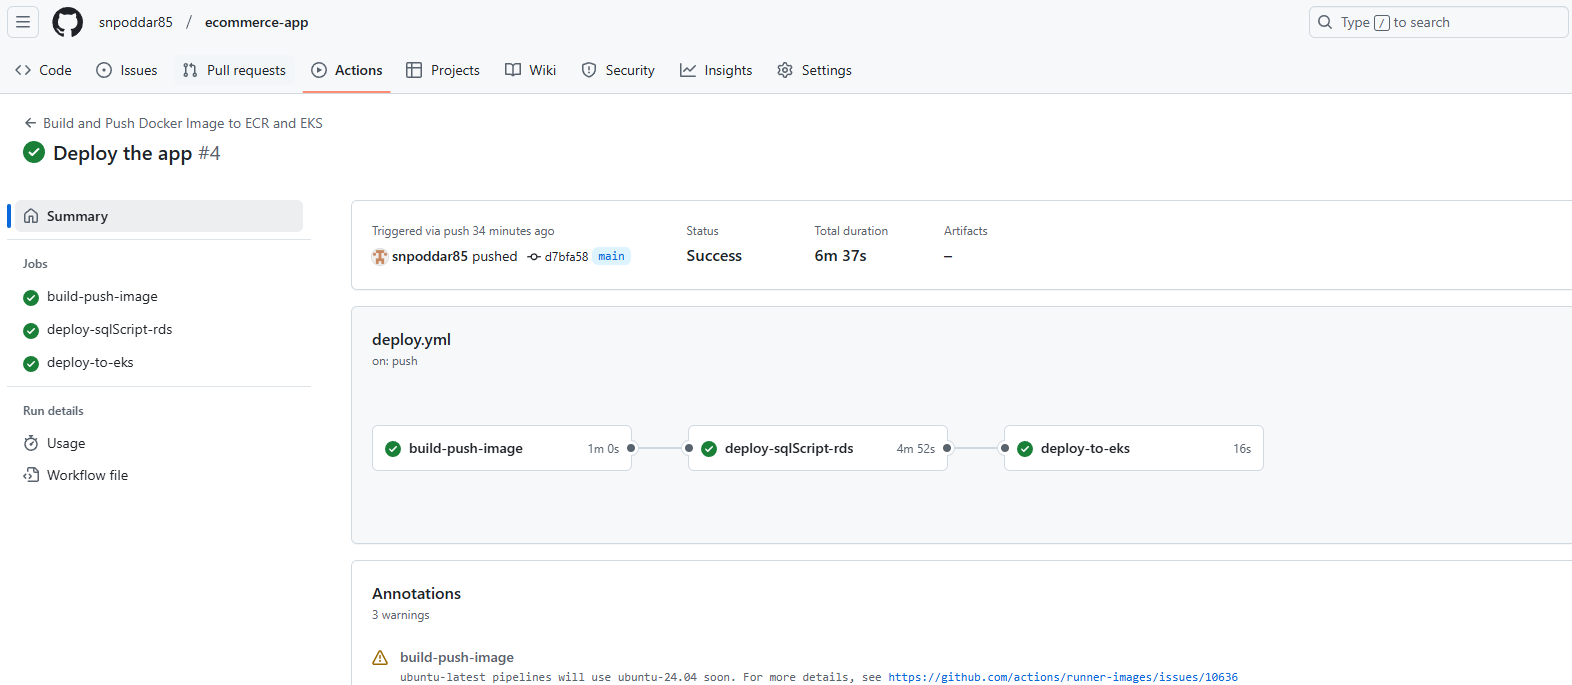 snpoddar85 / ecommerce-app
Type / to search
Code Issues Pull requests Actions Projects Wiki Security Insights Settings
Build and Push Docker Image to ECR and EKS
Deploy the app #4
Summary
Jobs
build-push-image
deploy-sqlScript-rds
deploy-to-eks
Run details
Usage
Workflow file
Triggered via push 34 minutes ago
snpoddar85 pushed d7bfa58 main
Status
Success
Total duration
6m 37s
Artifacts
–
deploy.yml
on: push
build-push-image 1m 0s
deploy-sqlScript-rds 4m 52s
deploy-to-eks 16s
Annotations
3 warnings
build-push-image
ubuntu-latest pipelines will use ubuntu-24.04 soon. For more details, see https://github.com/actions/runner-images/issues/10636